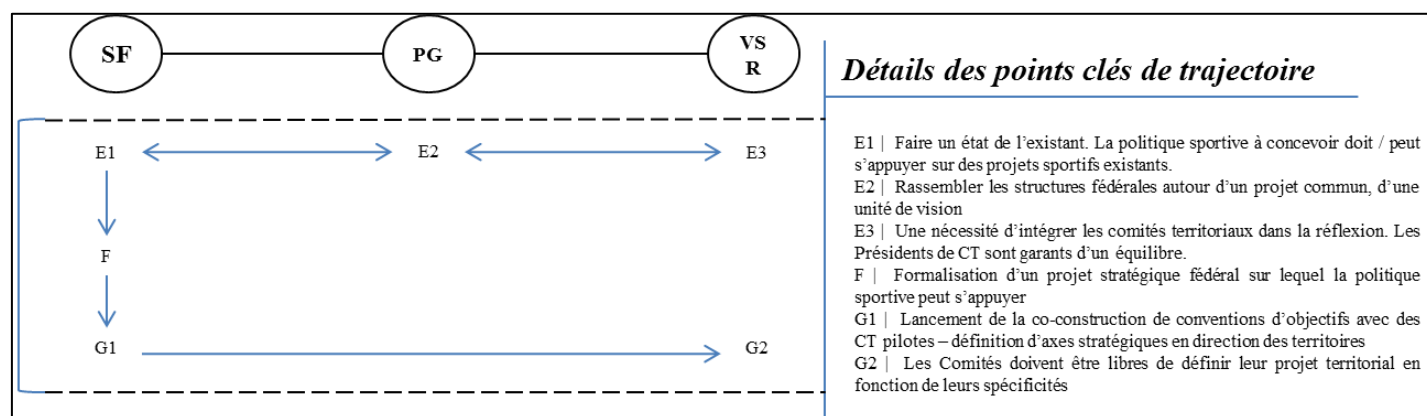 SF
PG
VS
R
E1
E2
E3
F
G1
G2
Détails des points clés de trajectoire
E1 | Faire un état de l’existant. La politique sportive à concevoir doit / peut
s’appuyer sur des projets sportifs existants.
E2 | Rassembler les structures fédérales autour d’un projet commun, d’une
unité de vision
E3 | Une nécessité d’intégrer les comités territoriaux dans la réflexion. Les
Présidents de CT sont garants d’un équilibre.
F | Formalisation d’un projet stratégique fédéral sur lequel la politique
sportive peut s’appuyer
G1 | Lancement de la co-construction de conventions d’objectifs avec des
CT pilotes – définition d’axes stratégiques en direction des territoires
G2 | Les Comités doivent être libres de définir leur projet territorial en
fonction de leurs spécificités